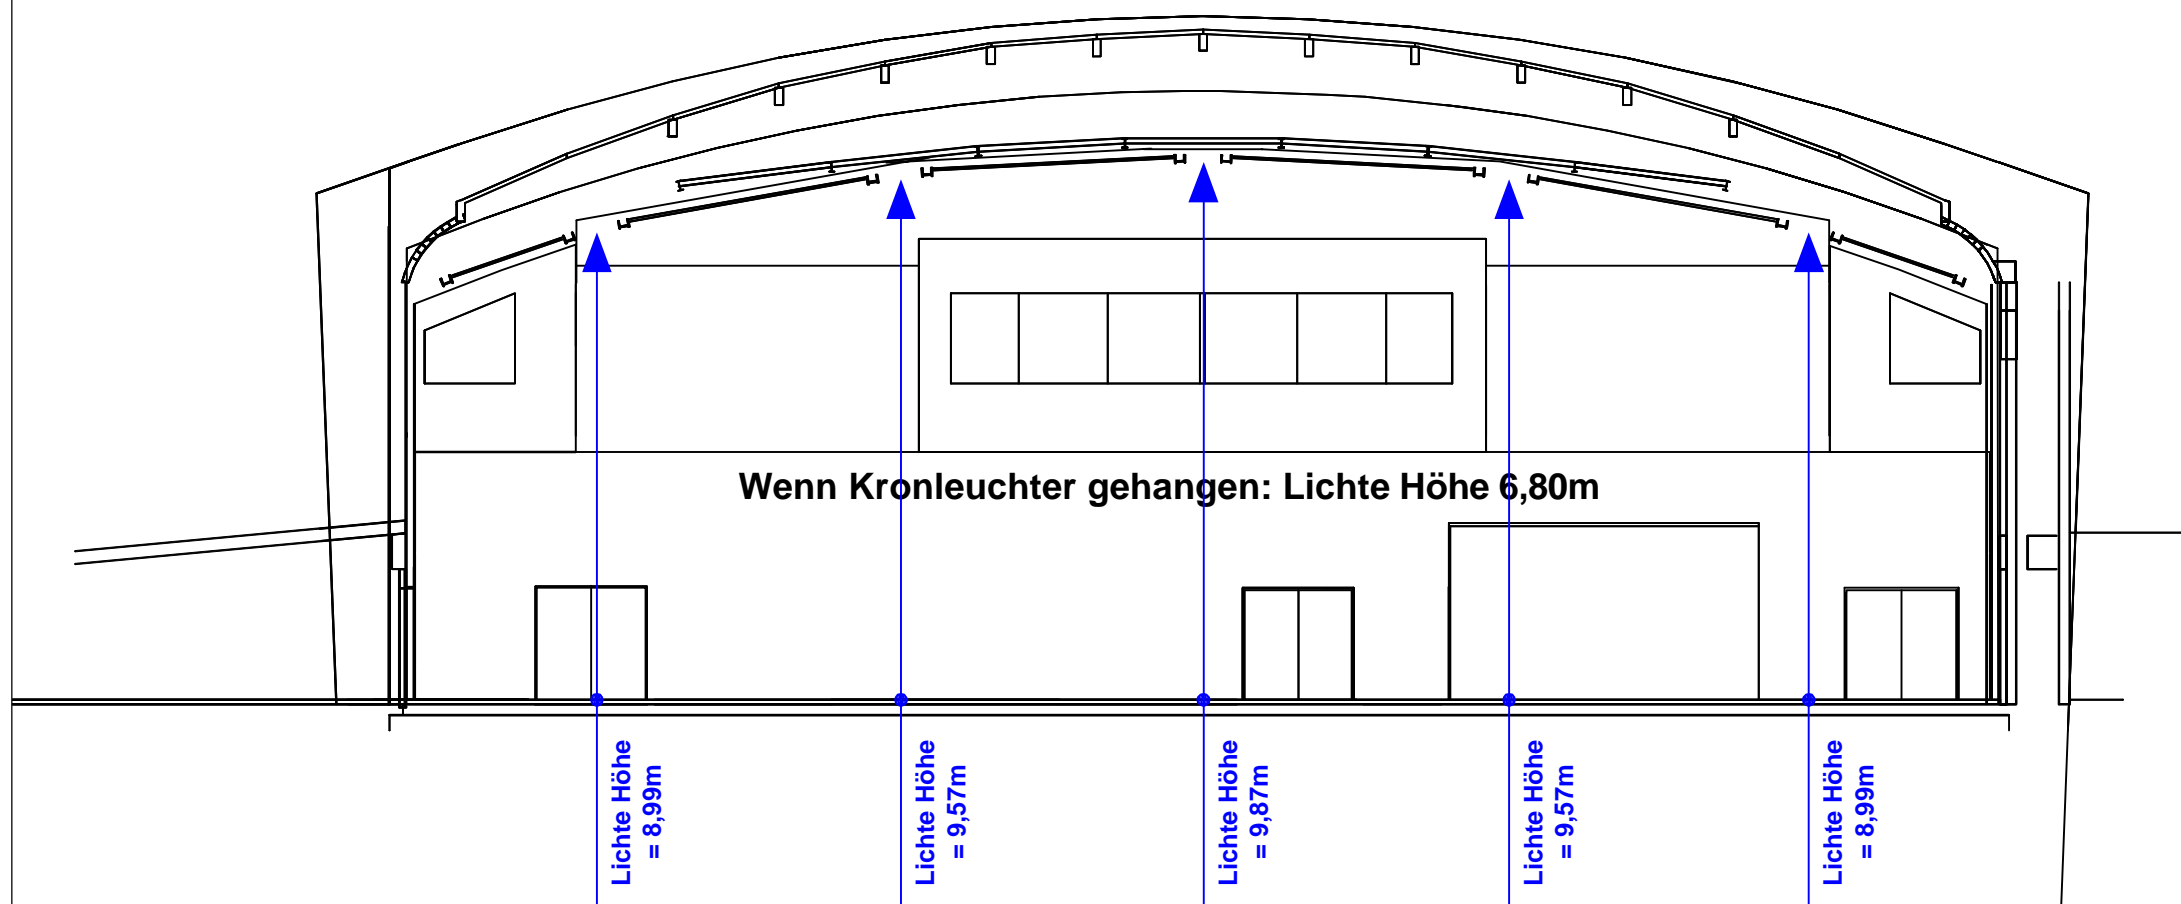 Wenn Kronleuchter gehangen: Lichte Höhe 6,80m
Lichte Höhe
= 8,99m
Lichte Höhe
= 9,57m
Lichte Höhe
= 9,87m
Lichte Höhe
= 9,57m
Lichte Höhe
= 8,99m